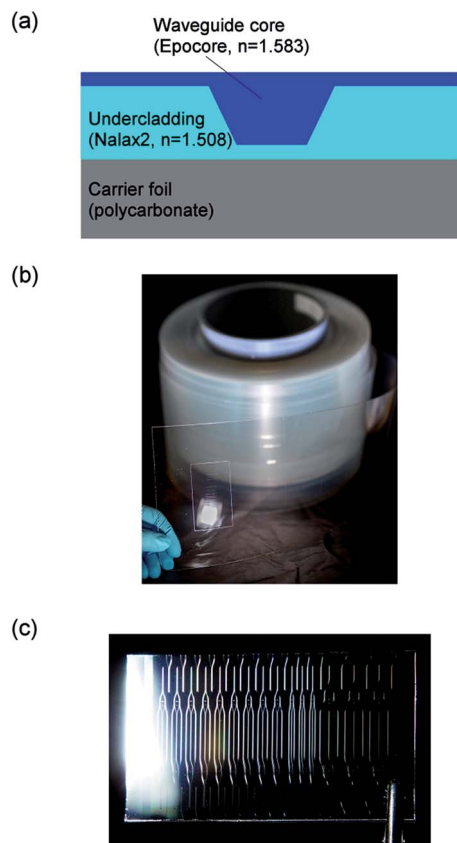 (a)
Waveguide core
(Epocore, n=1.583)
Undercladding
(Nalax2, n=1.508)
Carrier foil
(polycarbonate)
(b)
(c)